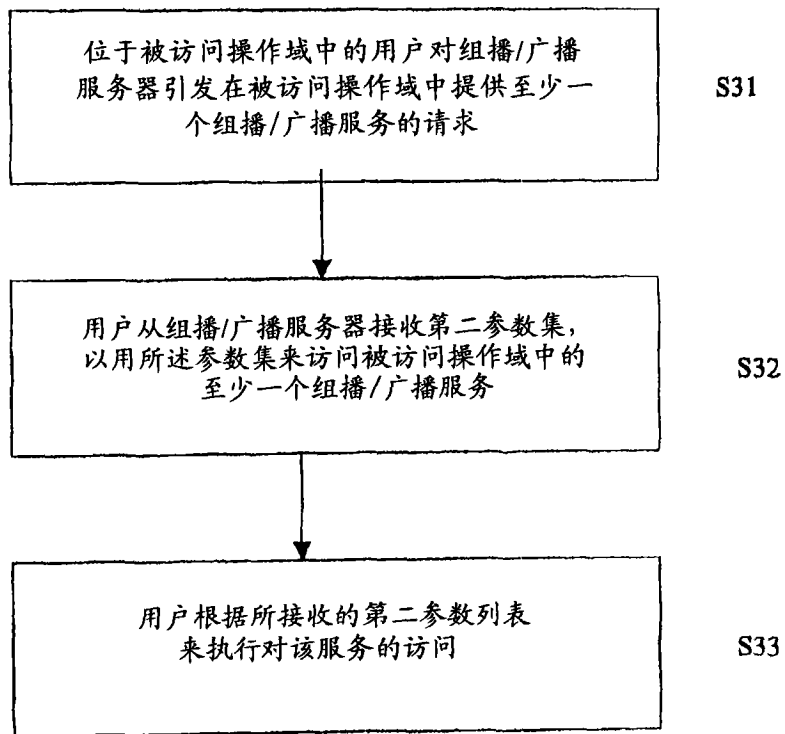 位于被访问操作域中的用户对组播/广播
服务器引发在被访问操作域中提供至少一
个组播/广播服务的请求
S31
用户从组播/广播服务器接收第二参数集，
以用所述参数集来访问被访问操作域中的
至少一个组播/广播服务
S32
用户根据所接收的第二参数列表
来执行对该服务的访问
S33